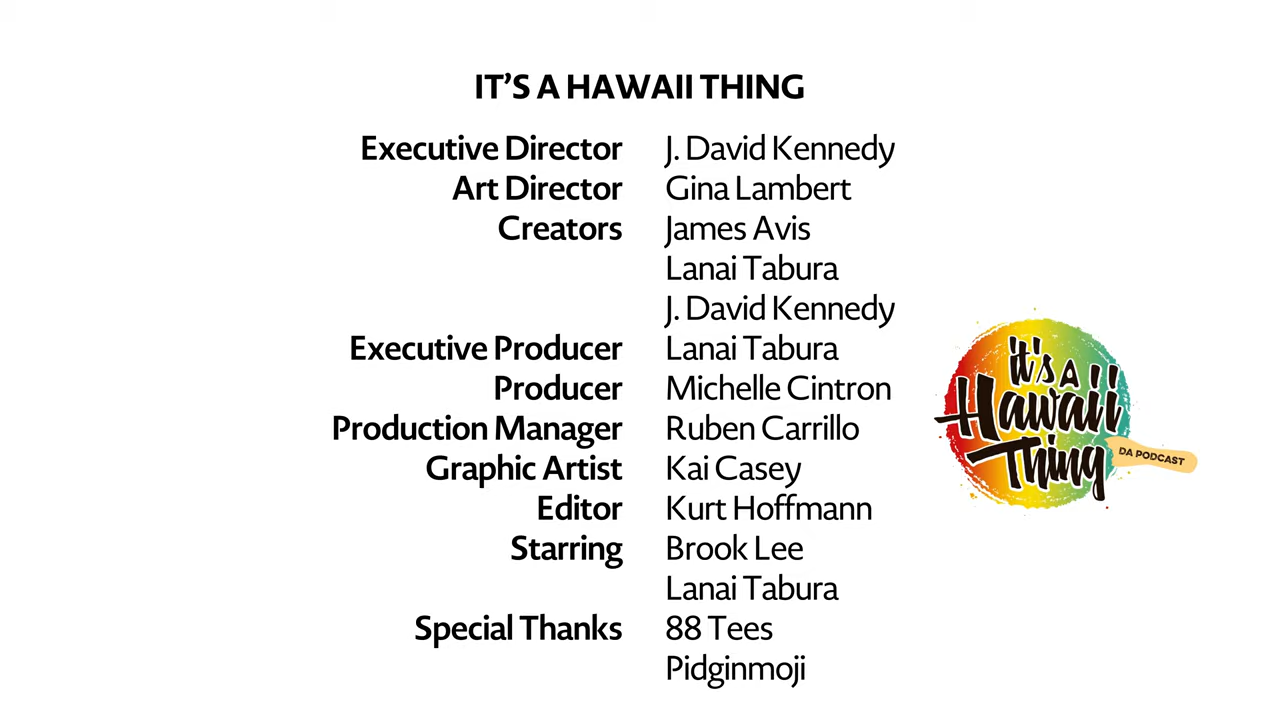 IT'S A HAWAII THING
Executive Director J. David Kennedy
Art Director Gina Lambert
Creators James Avis
Lanai Tabura
J. David Kennedy
Executive Producer Lanai Tabura
Producer Michelle Cintron
Production Manager Ruben Carrillo
Graphic Artist Kai Casey
Editor Kurt Hoffmann
Starring Brook Lee
Lanai Tabura
Special Thanks 88 Tees
Pidginmoji
it's A
Hawaii
Thing
DA PODCAST